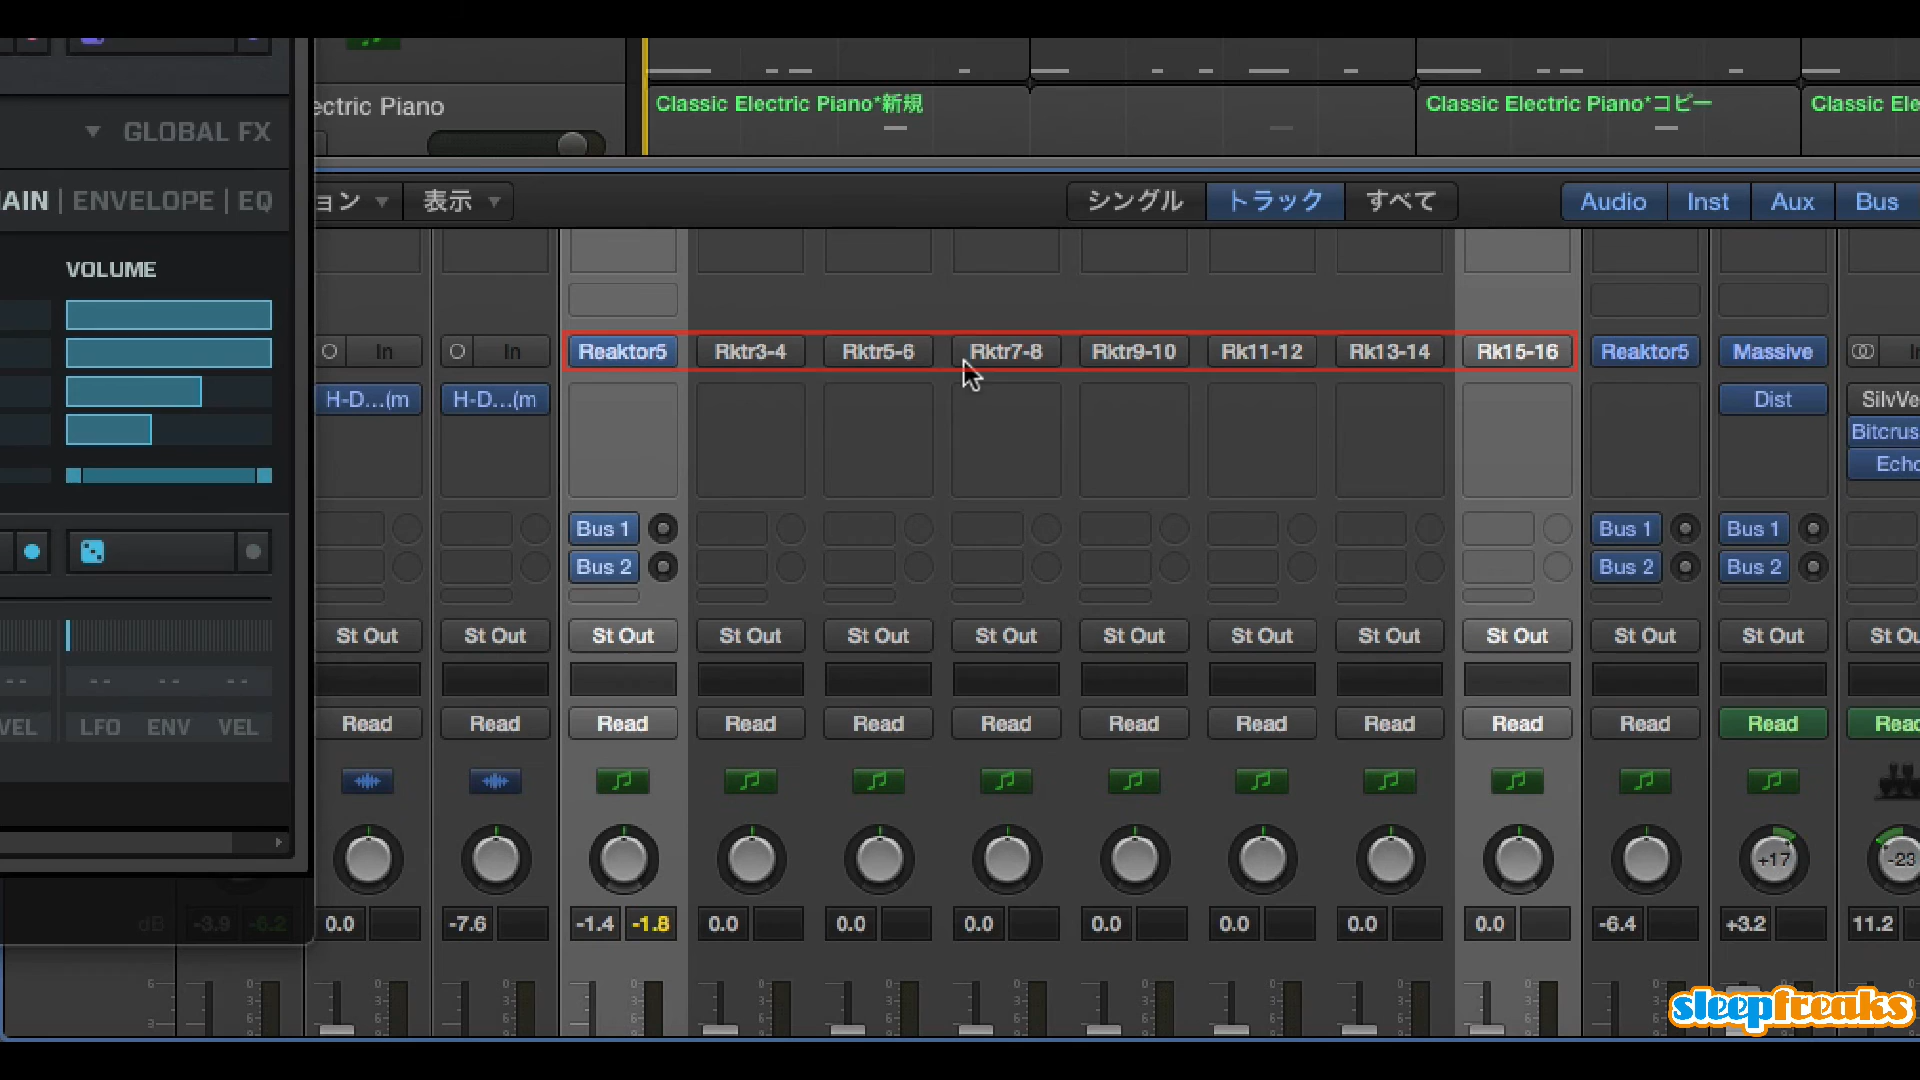 ectric Piano
Classic Electric Piano*新規
Classic Electric Piano*コピー
Classic Ele
GLOBAL FX
AIN | ENVELOPE | EQ
ョン
表示
シングル
トラック
すべて
Audio
Inst
Aux
Bus
VOLUME
In
In
Reaktor5
Rktr3-4
Rktr5-6
Rktr7-8
Rktr9-10
Rk11-12
Rk13-14
Rk15-16
Reaktor5
Massive
In
H-D...(m
H-D...(m
Dist
SilvVe
Bitcrus
Echo
Bus 1
Bus 1
Bus 1
Bus 2
Bus 2
Bus 2
St Out
St Out
St Out
St Out
St Out
St Out
St Out
St Out
St Out
St Out
St Out
St Out
St Ou
-- -- -- --
VEL
LFO
ENV
VEL
Read
Read
Read
Read
Read
Read
Read
Read
Read
Read
Read
Read
Read
+17
-23
dB
-3.9
-6.2
0.0
-7.6
-1.4
-1.8
0.0
0.0
0.0
0.0
0.0
0.0
0.0
-6.4
+3.2
11.2
sleepfreaks